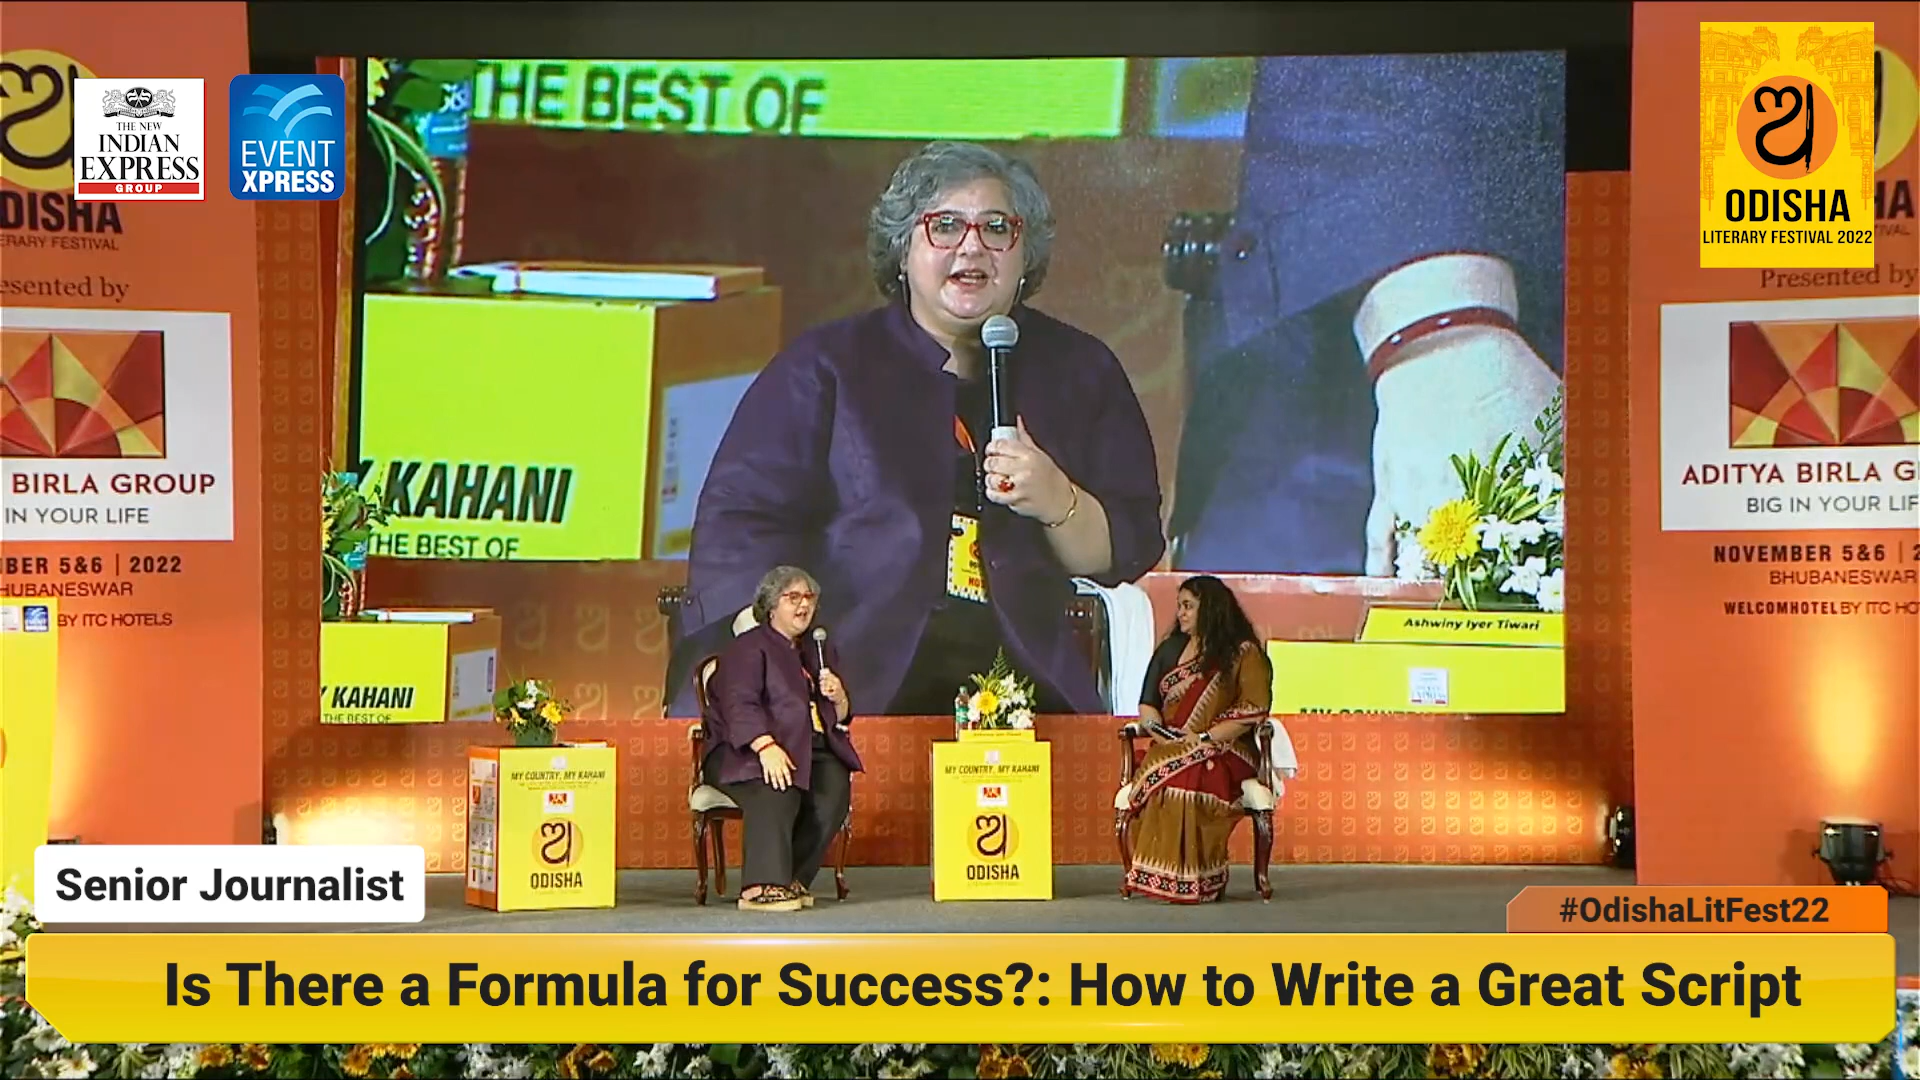 THE NEW
INDIAN
EXPRESS
GROUP
EVENT
XPRESS
ODISHA
LITERARY FESTIVAL 2022
THE BEST OF
KAHANI
THE BEST OF
KAHANI
THE BEST OF
Ashwiny Iyer Tiwari
DISHA
ERARY FESTIVAL
esented by
BIRLA GROUP
IN YOUR LIFE
BER 5&6 | 2022
HUBANESWAR
BY ITC HOTELS
Presented by
ADITYA BIRLA G
BIG IN YOUR LIF
NOVEMBER 5&6 | 2
BHUBANESWAR
WELCOMHOTEL BY ITC HO
MY COUNTRY, MY KAHANI
ଅ
ODISHA
MY COUNTRY, MY KAHANI
ଅ
ODISHA
Senior Journalist
#OdishaLitFest22
Is There a Formula for Success?: How to Write a Great Script